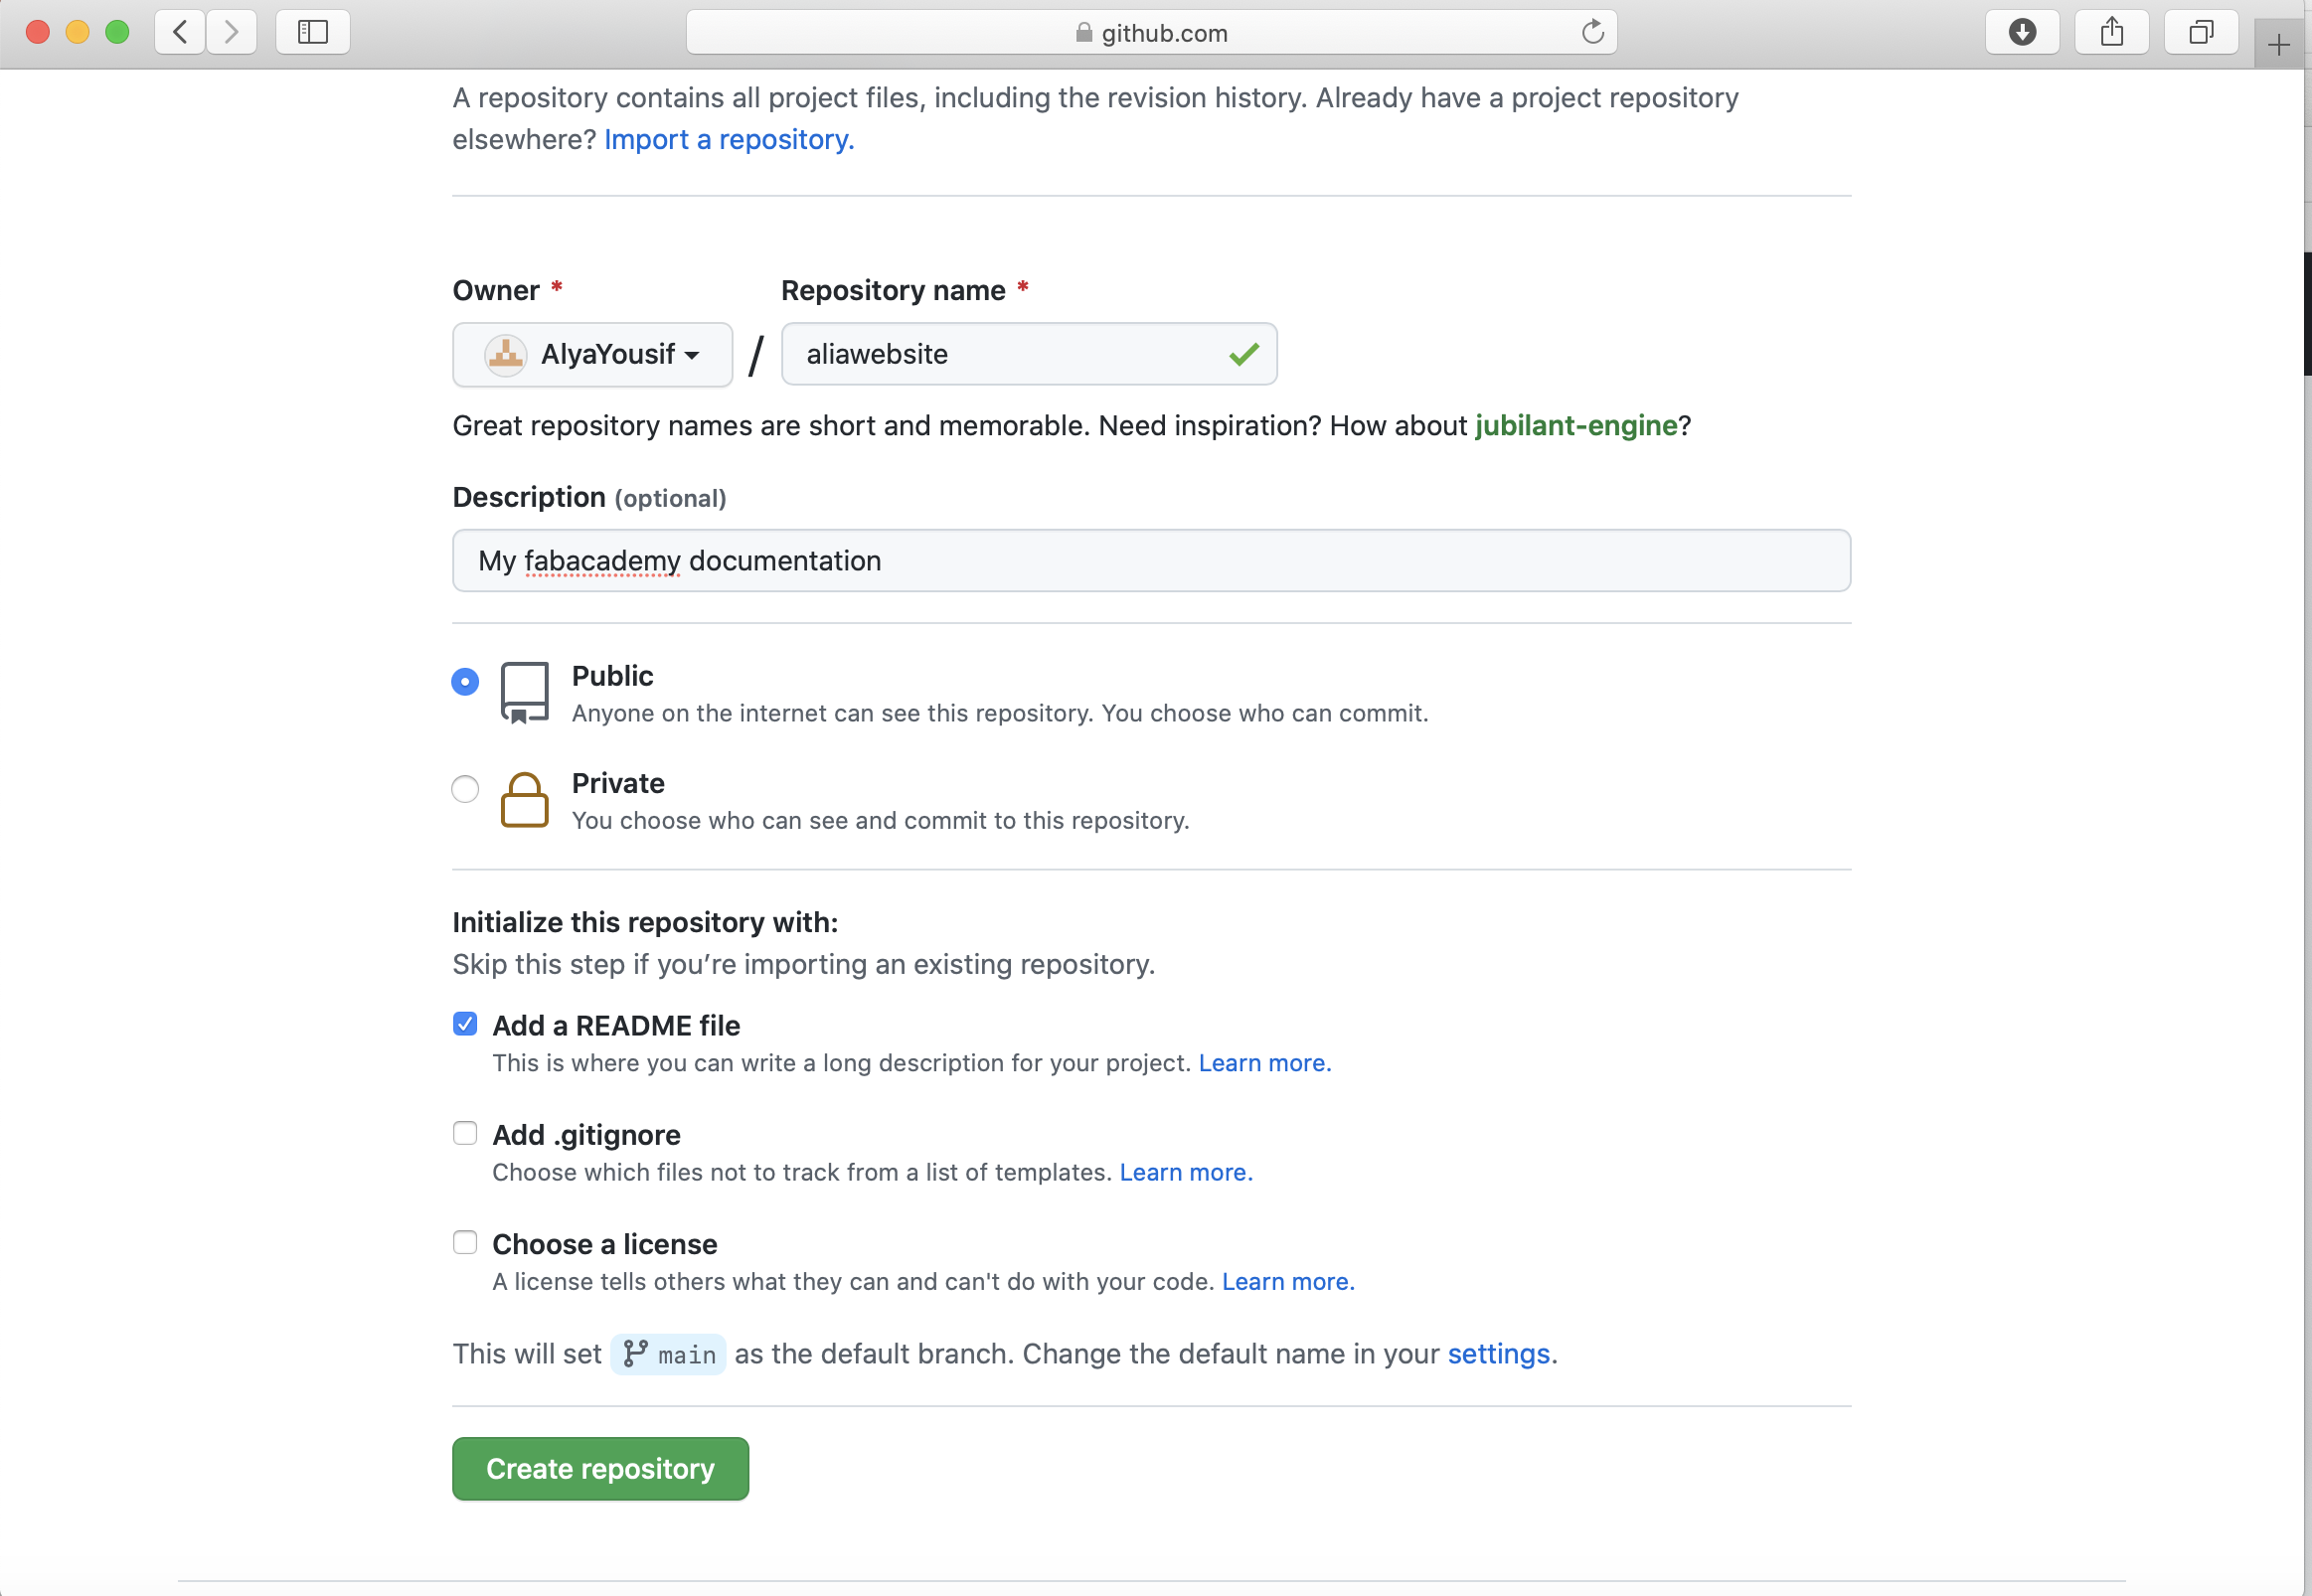 github.com
A repository contains all project files, including the revision history. Already have a project repository
elsewhere? Import a repository.
Owner * Repository name *
AlyaYousif / aliawebsite
Great repository names are short and memorable. Need inspiration? How about jubilant-engine?
Description (optional)
My fabacademy documentation
Public
Anyone on the internet can see this repository. You choose who can commit.
Private
You choose who can see and commit to this repository.
Initialize this repository with:
Skip this step if you’re importing an existing repository.
Add a README file
This is where you can write a long description for your project. Learn more.
Add .gitignore
Choose which files not to track from a list of templates. Learn more.
Choose a license
A license tells others what they can and can't do with your code. Learn more.
This will set main as the default branch. Change the default name in your settings.
Create repository